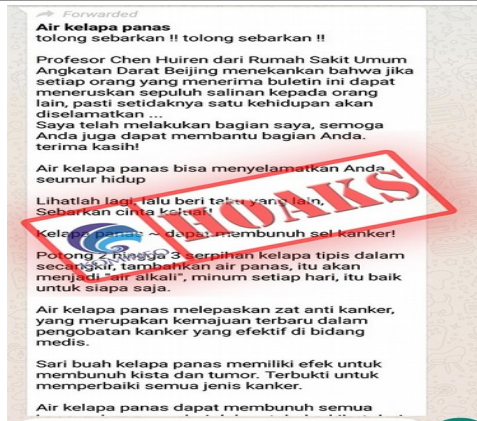 Forwarded
Air kelapa panas
tolong sebarkan !! tolong sebarkan !!
Profesor Chen Huiren dari Rumah Sakit Umum
Angkatan Darat Beijing menekankan bahwa jika
setiap orang yang menerima buletin ini dapat
meneruskan sepuluh salinan kepada orang
lain, pasti setidaknya satu kehidupan akan
diselamatkan ...
Saya telah melakukan bagian saya, semoga
Anda juga dapat membantu bagian Anda.
terima kasih!
Air kelapa panas bisa menyelamatkan Anda
seumur hidup
Lihatlah lagi, lalu beri tahu yang lain,
Sebarkan cinta keluar!
HOAKS
KOMINFO
Kelapa panas ~ dapat membunuh sel kanker!
Potong 2 hingga 3 serpihan kelapa tipis dalam
secangkir, tambahkan air panas, itu akan
menjadi "air alkali", minum setiap hari, itu baik
untuk siapa saja.
Air kelapa panas melepaskan zat anti kanker,
yang merupakan kemajuan terbaru dalam
pengobatan kanker yang efektif di bidang
medis.
Sari buah kelapa panas memiliki efek untuk
membunuh kista dan tumor. Terbukti untuk
memperbaiki semua jenis kanker.
Air kelapa panas dapat membunuh semua